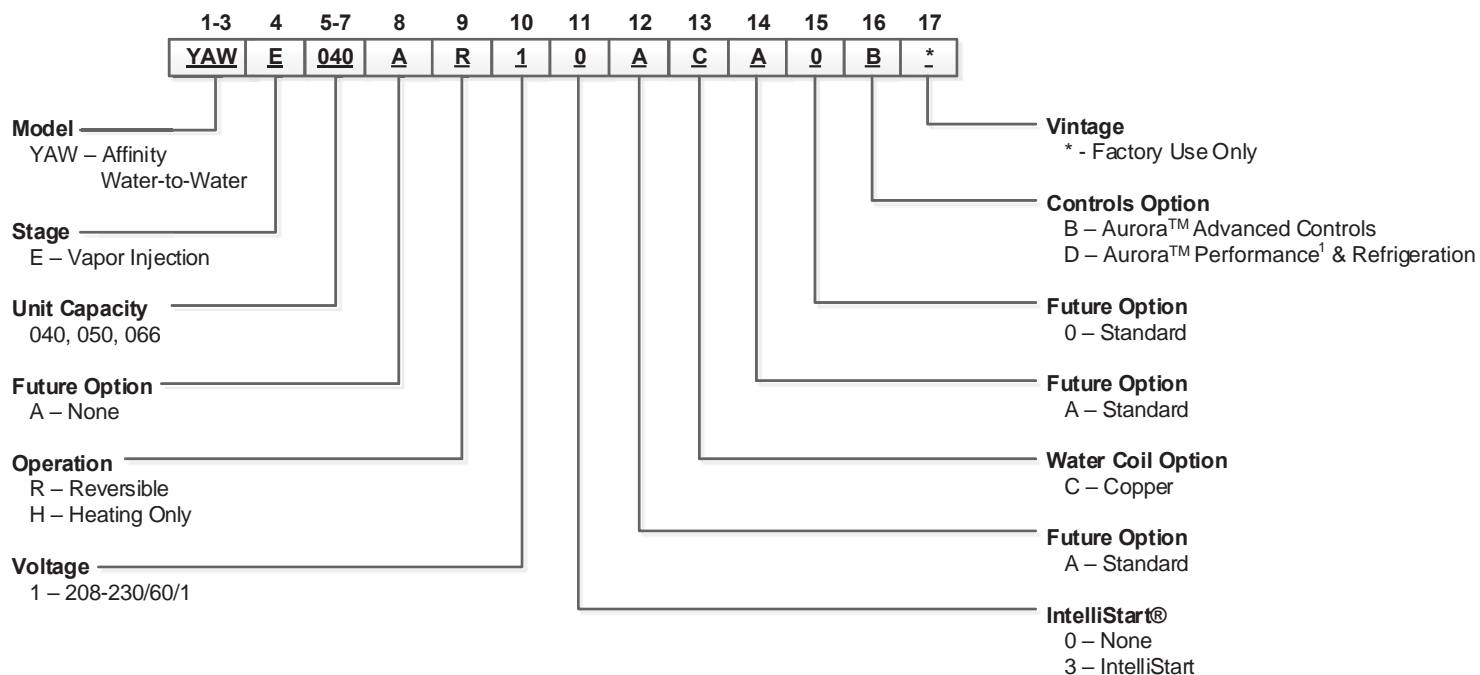 1-3 4 5-7 8 9 10 11 12 13 14 15 16 17
YAW E 040 A R 1 0 A C A 0 B *
Model
YAW – Affinity
Water-to-Water
Stage
E – Vapor Injection
Unit Capacity
040, 050, 066
Future Option
A – None
Operation
R – Reversible
H – Heating Only
Voltage
1 – 208-230/60/1
Vintage
* - Factory Use Only
Controls Option
B – Aurora™ Advanced Controls
D – Aurora™ Performance¹ & Refrigeration
Future Option
0 – Standard
Future Option
A – Standard
Water Coil Option
C – Copper
Future Option
A – Standard
IntelliStart®
0 – None
3 – IntelliStart